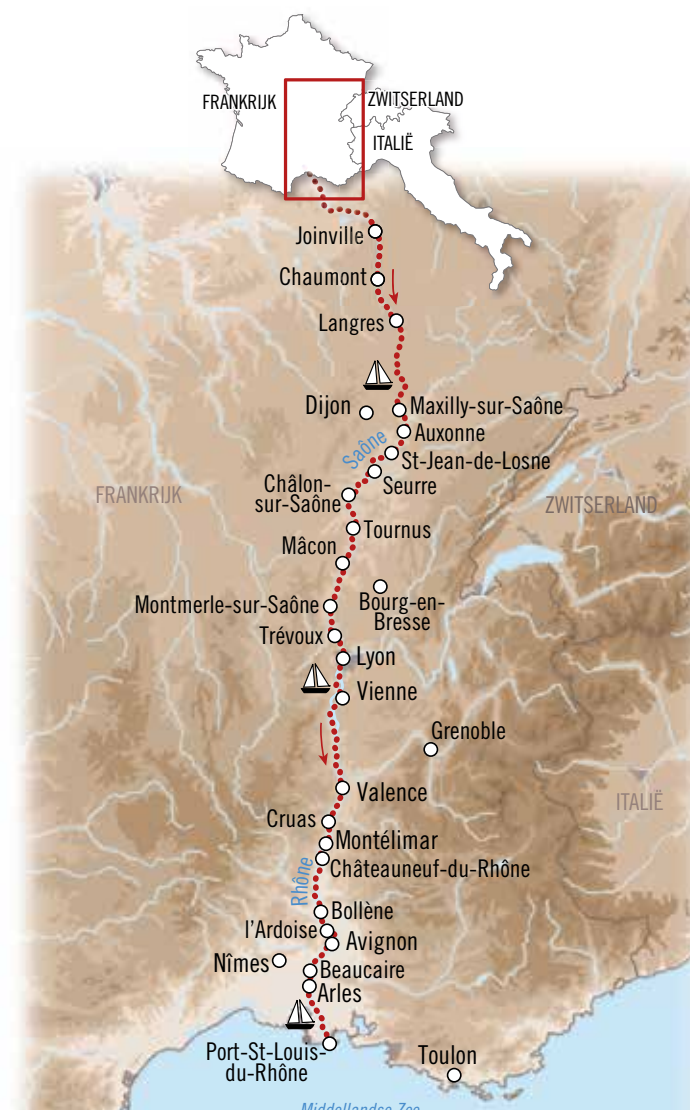 FRANKRIJK
ZWITSERLAND
ITALIË
Joinville
Chaumont
Langres
Dijon
Maxilly-sur-Saône
Auxonne
Saône
St-Jean-de-Losne
Seurre
Châlon-
sur-Saône
FRANKRIJK
ZWITSERLAND
Tournus
Mâcon
Bourg-en-
Bresse
Montmerle-sur-Saône
Trévoux
Lyon
Vienne
Grenoble
Valence
ITALIË
Cruas
Montélimar
Châteauneuf-du-Rhône
Rhône
Bollène
l'Ardoise
Avignon
Nîmes
Beaucaire
Arles
Port-St-Louis-
du-Rhône
Toulon
Middellandse Zee